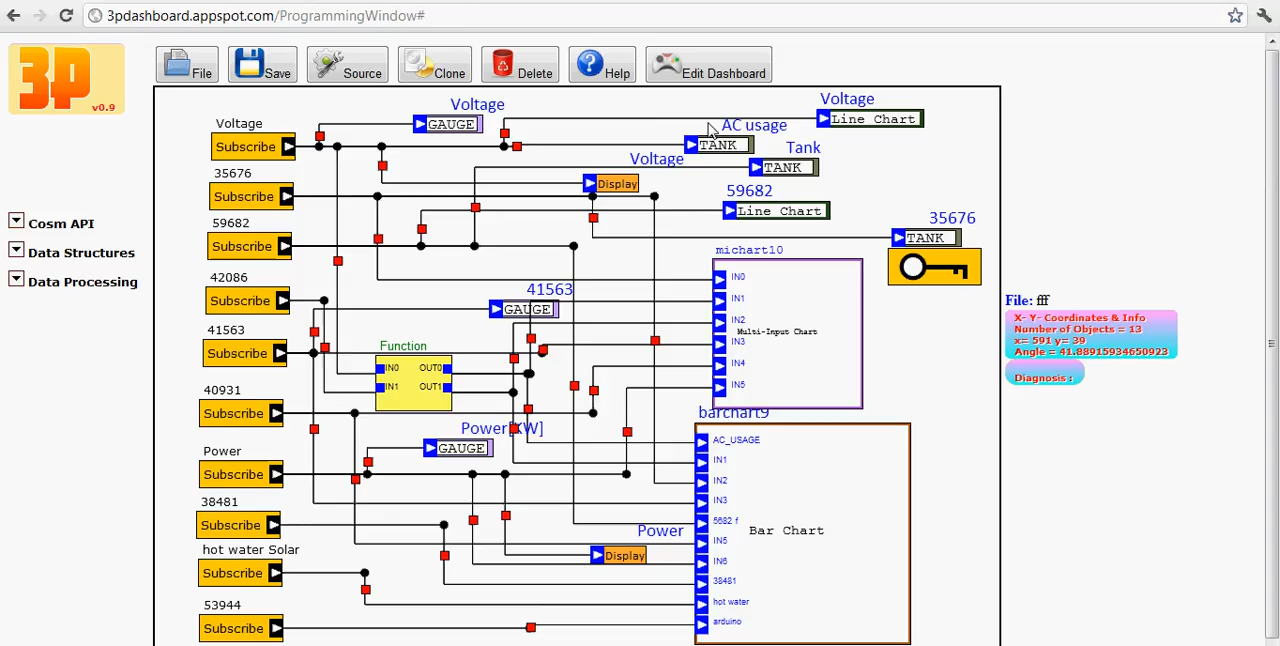 3pdashboard.appspot.com/ProgrammingWindow#
3P
v0.9
File
Save
Source
Clone
Delete
Help
Edit Dashboard
Cosm API
Data Structures
Data Processing
Voltage
Subscribe
35676
Subscribe
59682
Subscribe
42086
Subscribe
41563
Subscribe
40931
Subscribe
Power
Subscribe
38481
Subscribe
hot water Solar
Subscribe
53944
Subscribe
Voltage
GAUGE
Voltage
Line Chart
AC usage
TANK
Tank
TANK
Voltage
Display
59682
Line Chart
35676
TANK
41563
GAUGE
Function
IN0
OUT0
IN1
OUT1
michart10
IN0
IN1
IN2
Multi-Input Chart
IN3
IN4
IN5
Power[KW]
GAUGE
Power
Display
barchart9
AC_USAGE
IN1
IN2
IN3
5682 f
Bar Chart
IN5
IN6
38481
hot water
arduino
File: fff
X- Y- Coordinates & Info
Number of Objects = 13
x= 591 y= 39
Angle = 41.88915934650923
Diagnosis :